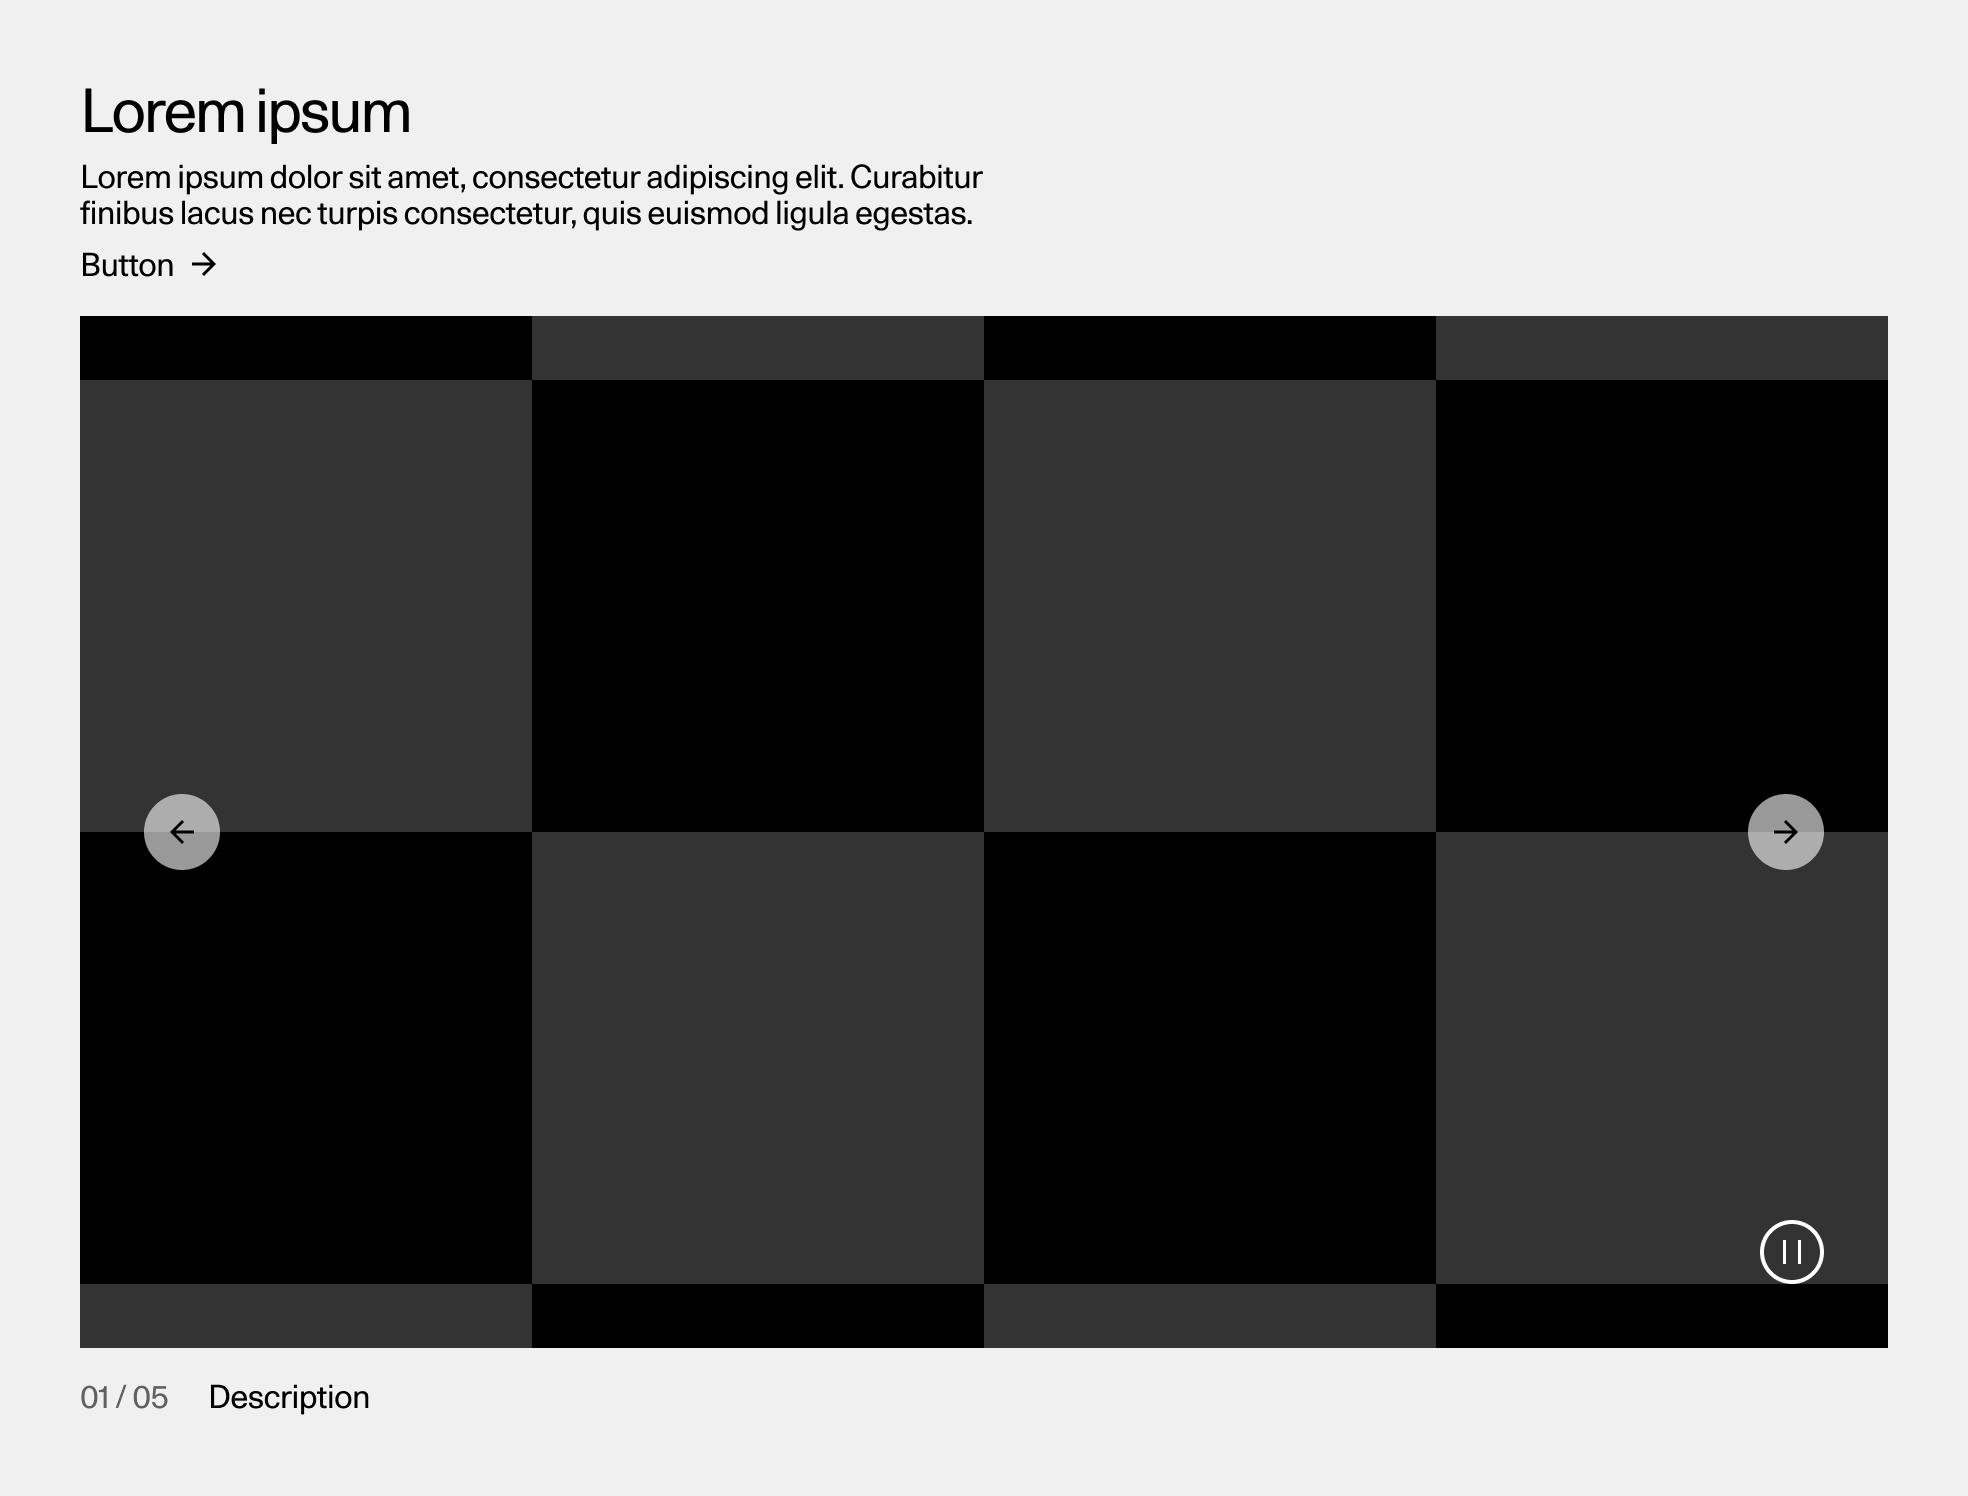 Lorem ipsum
Lorem ipsum dolor sit amet, consectetur adipiscing elit. Curabitur
finibus lacus nec turpis consectetur, quis euismod ligula egestas.
Button
01 / 05 Description